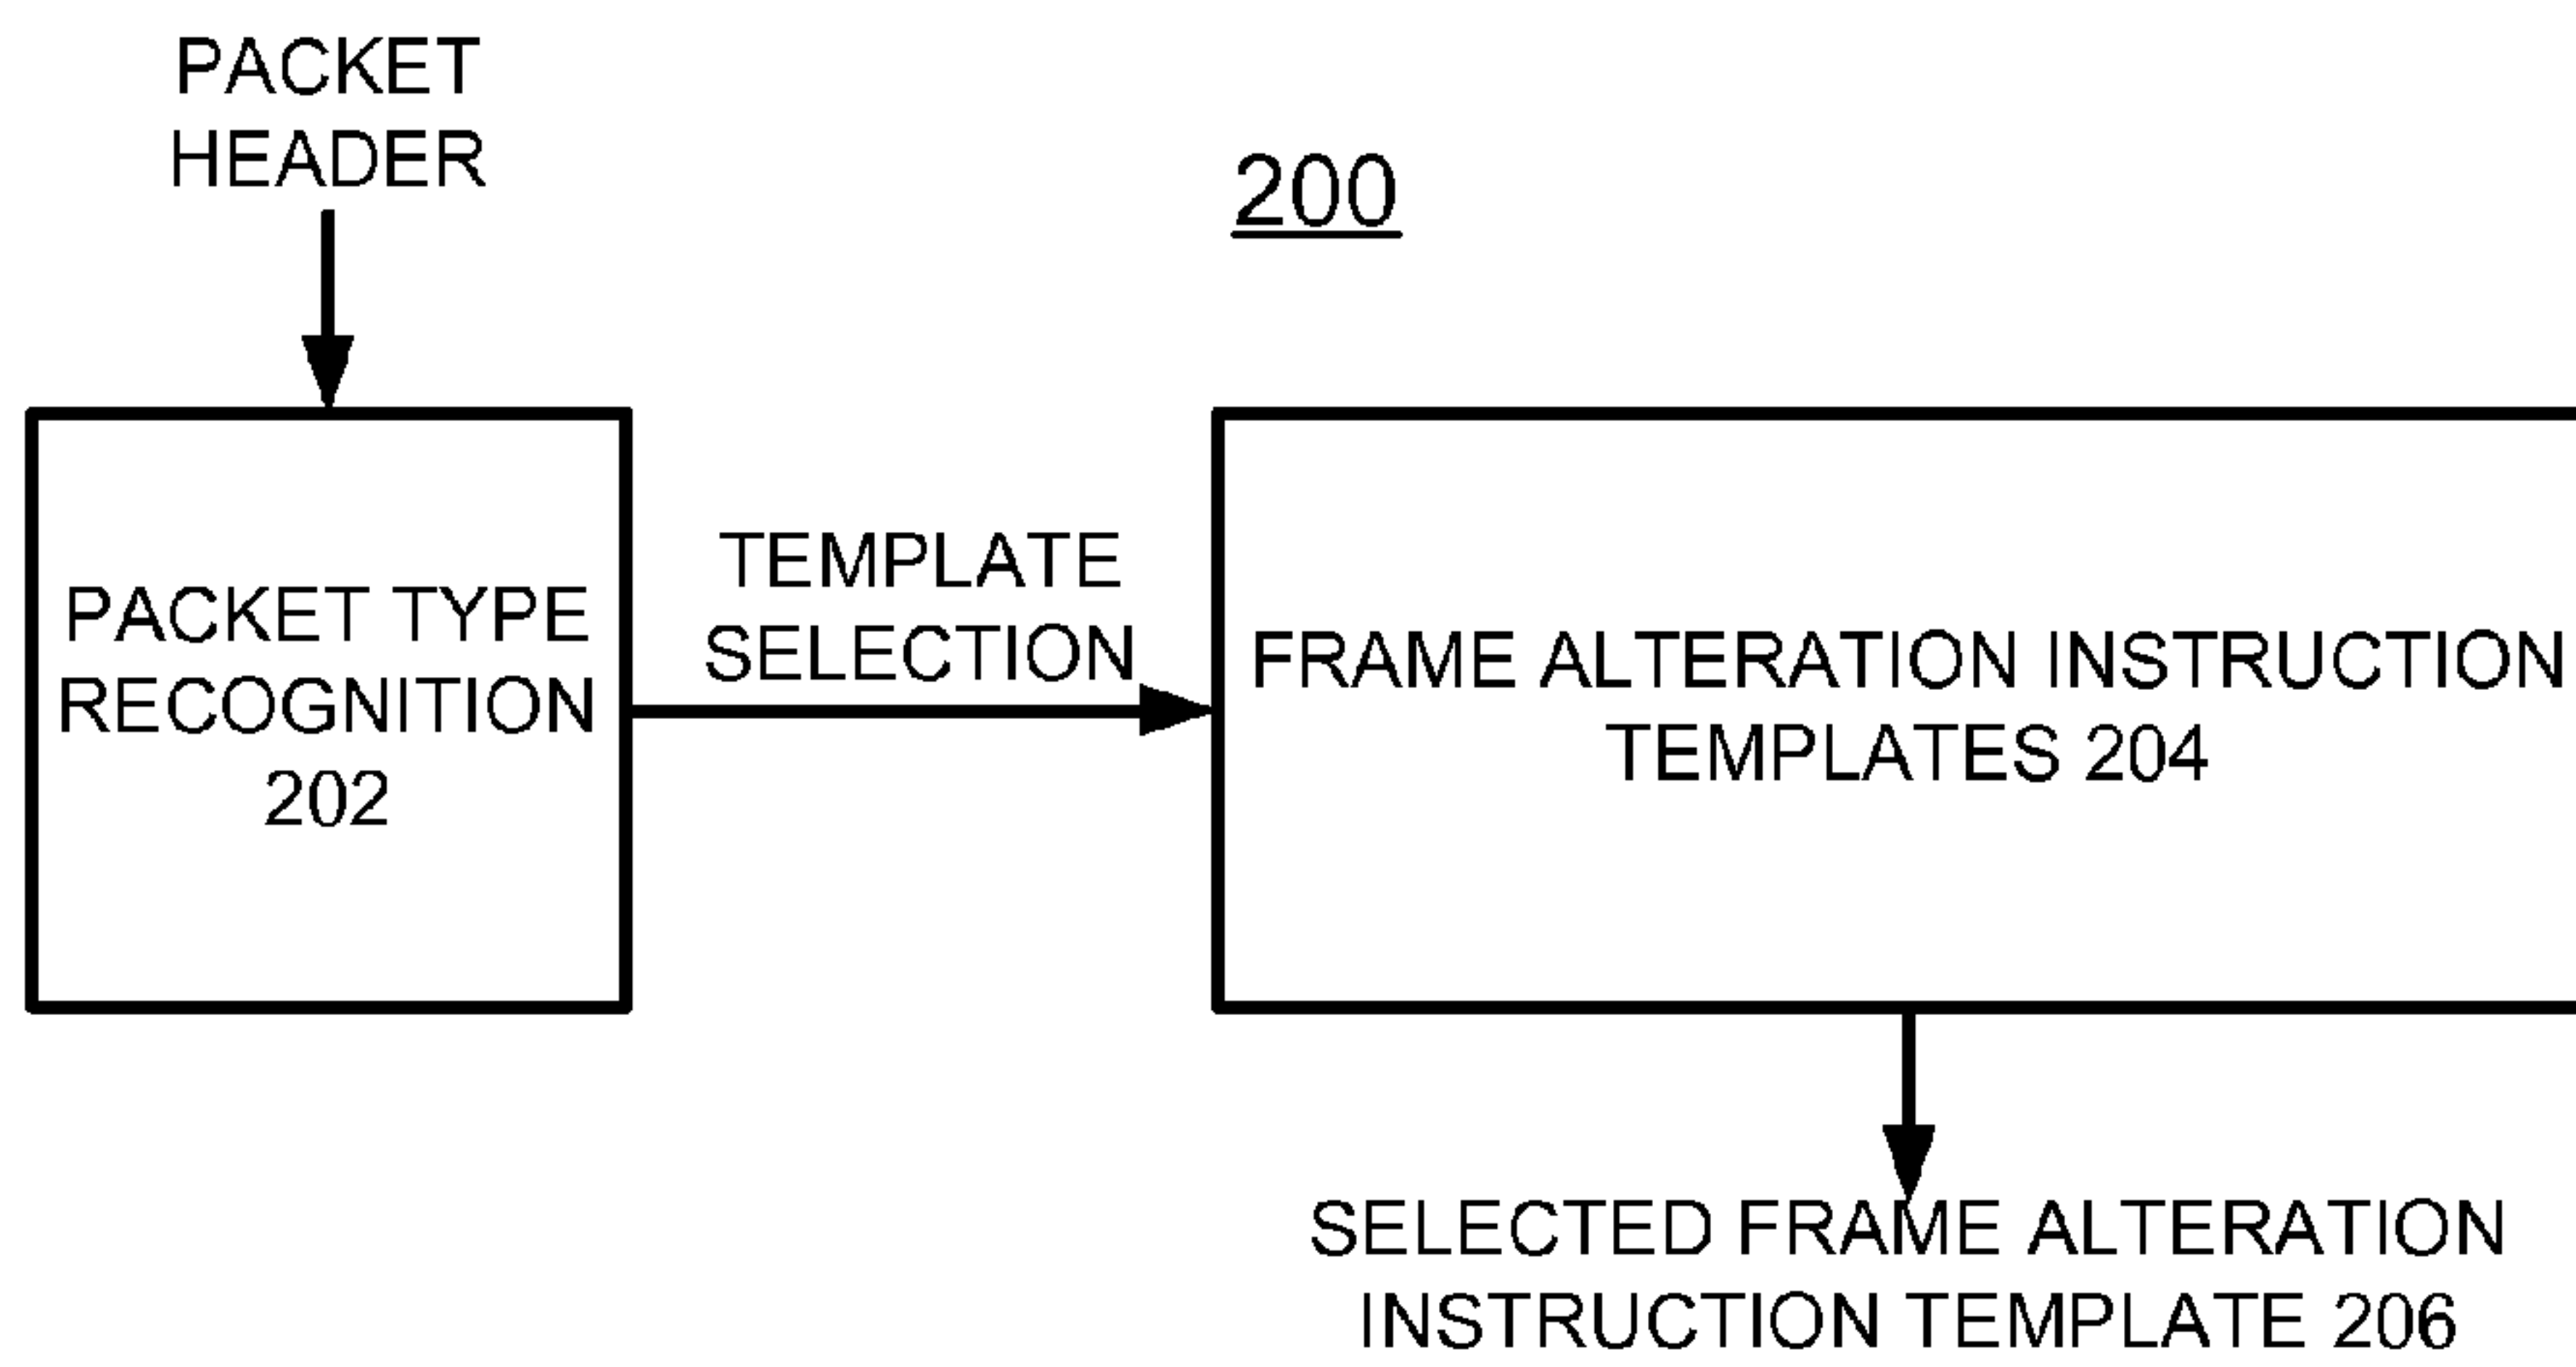 PACKET
HEADER
200
PACKET TYPE
RECOGNITION
202
TEMPLATE
SELECTION
FRAME ALTERATION INSTRUCTION
TEMPLATES 204
SELECTED FRAME ALTERATION
INSTRUCTION TEMPLATE 206